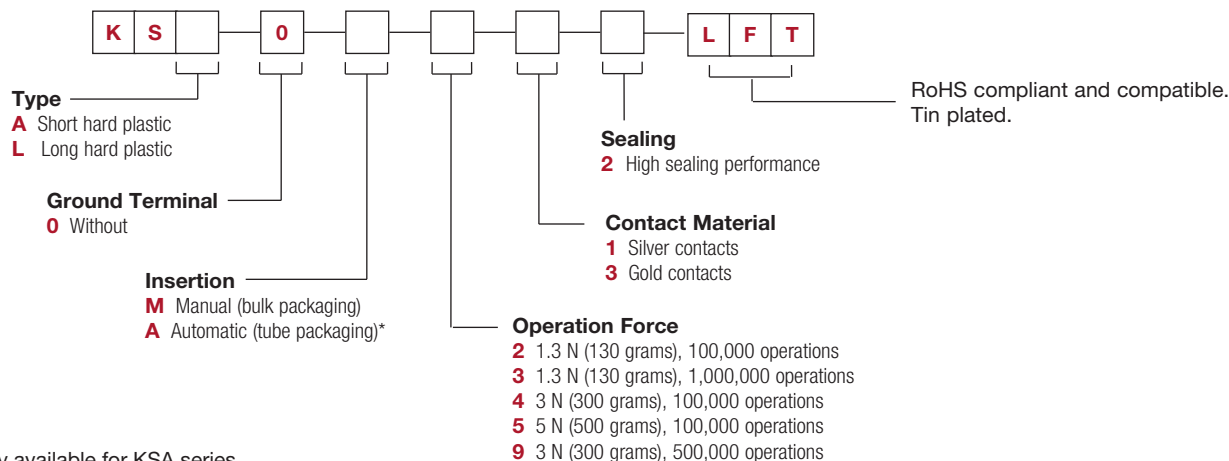 K S 0 L F T
RoHS compliant and compatible.
Tin plated.
Type
A Short hard plastic
L Long hard plastic
Sealing
2 High sealing performance
Ground Terminal
0 Without
Contact Material
1 Silver contacts
3 Gold contacts
Insertion
M Manual (bulk packaging)
A Automatic (tube packaging)*
Operation Force
2 1.3 N (130 grams), 100,000 operations
3 1.3 N (130 grams), 1,000,000 operations
4 3 N (300 grams), 100,000 operations
5 5 N (500 grams), 100,000 operations
9 3 N (300 grams), 500,000 operations
available for KSA series